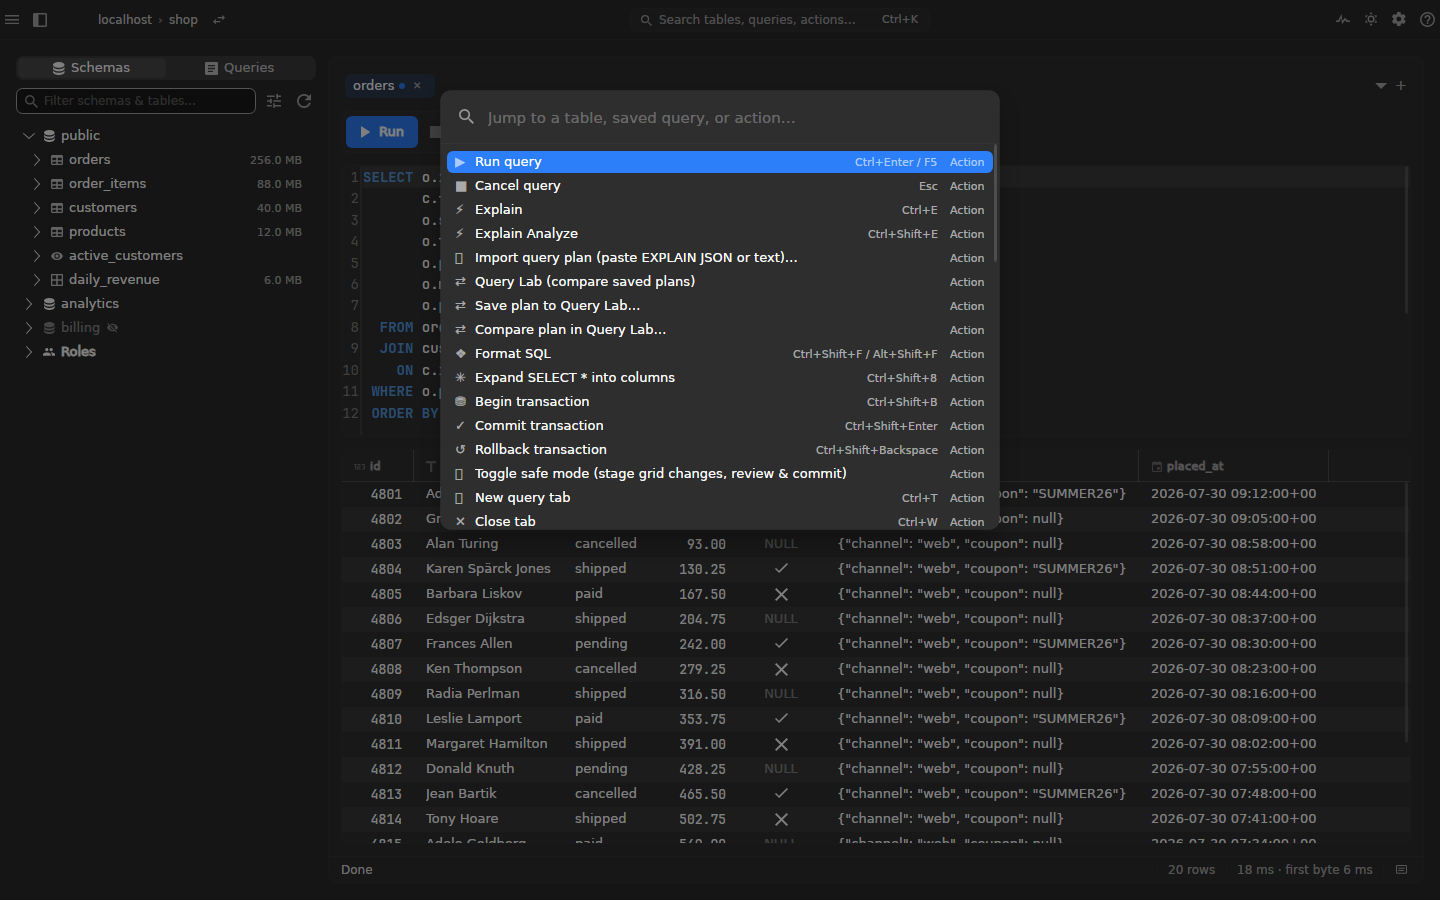 localhost › shop
Search tables, queries, actions... Ctrl+K
Schemas
Queries
Filter schemas & tables...
public
orders 256.0 MB
order_items 88.0 MB
customers 40.0 MB
products 12.0 MB
active_customers
daily_revenue 6.0 MB
analytics
billing
Roles
orders
Run
Jump to a table, saved query, or action...
Run query Ctrl+Enter / F5 Action
Cancel query Esc Action
Explain Ctrl+E Action
Explain Analyze Ctrl+Shift+E Action
Import query plan (paste EXPLAIN JSON or text)... Action
Query Lab (compare saved plans) Action
Save plan to Query Lab... Action
Compare plan in Query Lab... Action
Format SQL Ctrl+Shift+F / Alt+Shift+F Action
Expand SELECT * into columns Ctrl+Shift+8 Action
Begin transaction Ctrl+Shift+B Action
Commit transaction Ctrl+Shift+Enter Action
Rollback transaction Ctrl+Shift+Backspace Action
Toggle safe mode (stage grid changes, review & commit) Action
New query tab Ctrl+T Action
Close tab Ctrl+W Action
1 SELECT o.
2 c.
3 o.
4 o.
5 o.
6 o.
7 o.
8 FROM
9 JOIN
10 ON c.
11 WHERE o.
12 ORDER BY
123 id placed_at
4801 "SUMMER26"} 2026-07-30 09:12:00+00
4802 null} 2026-07-30 09:05:00+00
4803 Alan Turing cancelled 93.00 NULL {"channel": "web", "coupon": null} 2026-07-30 08:58:00+00
4804 Karen Spärck Jones shipped 130.25 {"channel": "web", "coupon": "SUMMER26"} 2026-07-30 08:51:00+00
4805 Barbara Liskov paid 167.50 {"channel": "web", "coupon": null} 2026-07-30 08:44:00+00
4806 Edsger Dijkstra shipped 204.75 NULL {"channel": "web", "coupon": null} 2026-07-30 08:37:00+00
4807 Frances Allen pending 242.00 {"channel": "web", "coupon": "SUMMER26"} 2026-07-30 08:30:00+00
4808 Ken Thompson cancelled 279.25 {"channel": "web", "coupon": null} 2026-07-30 08:23:00+00
4809 Radia Perlman shipped 316.50 NULL {"channel": "web", "coupon": null} 2026-07-30 08:16:00+00
4810 Leslie Lamport paid 353.75 {"channel": "web", "coupon": "SUMMER26"} 2026-07-30 08:09:00+00
4811 Margaret Hamilton shipped 391.00 {"channel": "web", "coupon": null} 2026-07-30 08:02:00+00
4812 Donald Knuth pending 428.25 NULL {"channel": "web", "coupon": null} 2026-07-30 07:55:00+00
4813 Jean Bartik cancelled 465.50 {"channel": "web", "coupon": "SUMMER26"} 2026-07-30 07:48:00+00
4814 Tony Hoare shipped 502.75 {"channel": "web", "coupon": null} 2026-07-30 07:41:00+00
Done 20 rows 18 ms · first byte 6 ms